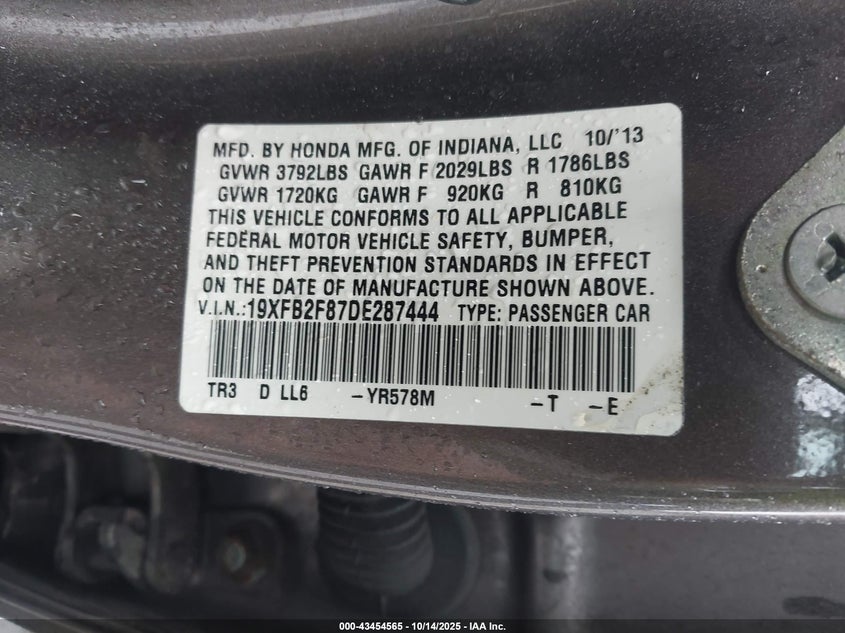 MFD. BY HONDA MFG. OF INDIANA, LLC 10/'13
GVWR 3792LBS GAWR F 2029LBS R 1786LBS
GVWR 1720KG GAWR F 920KG R 810KG
THIS VEHICLE CONFORMS TO ALL APPLICABLE
FEDERAL MOTOR VEHICLE SAFETY, BUMPER,
AND THEFT PREVENTION STANDARDS IN EFFECT
ON THE DATE OF MANUFACTURE SHOWN ABOVE.
V.I.N.:19XFB2F87DE287444 TYPE: PASSENGER CAR
TR3 D LL6 -YR578M -T -E
000-43454565 - 10/14/2025 - IAA Inc.